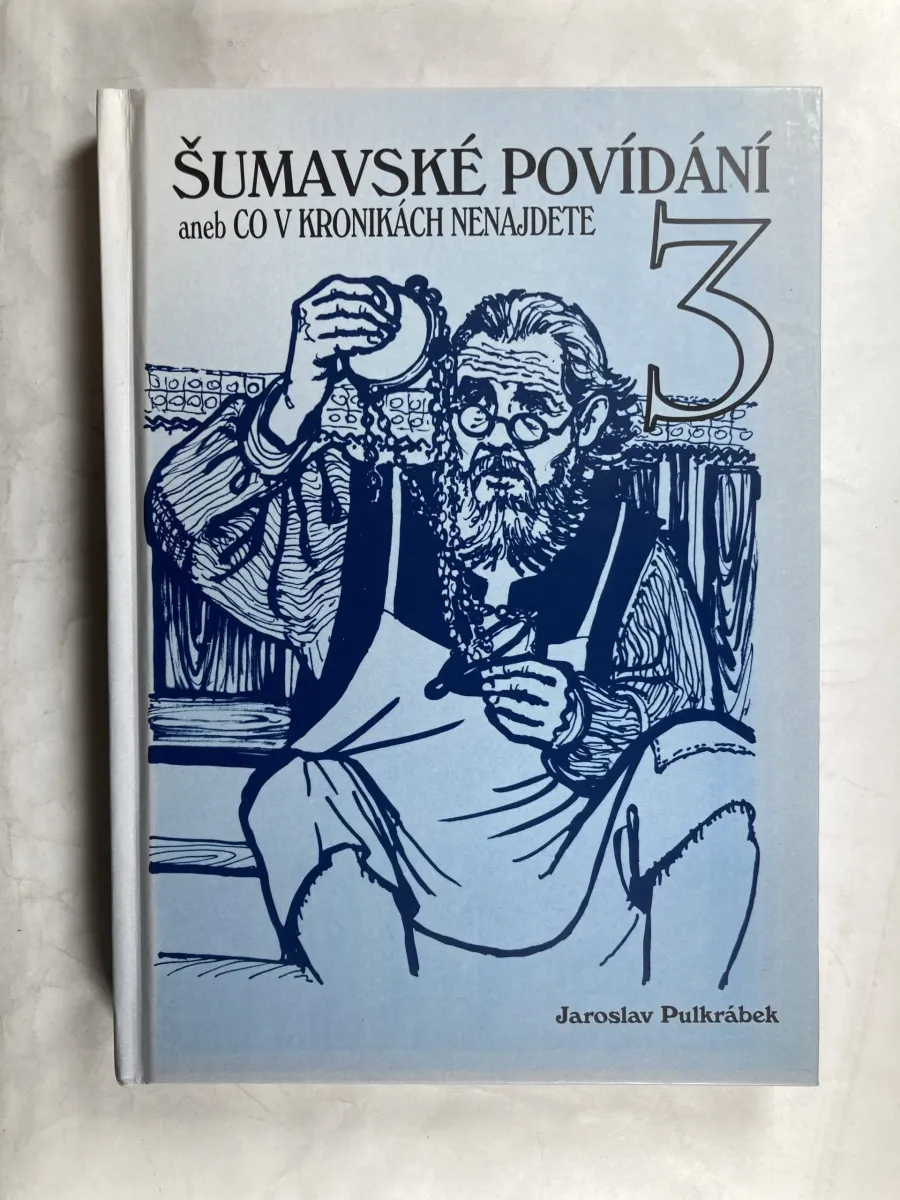 ŠUMAVSKÉ POVÍDÁNÍ
aneb CO V KRONIKÁCH NENAJDETE
3
Jaroslav Pulkrábek